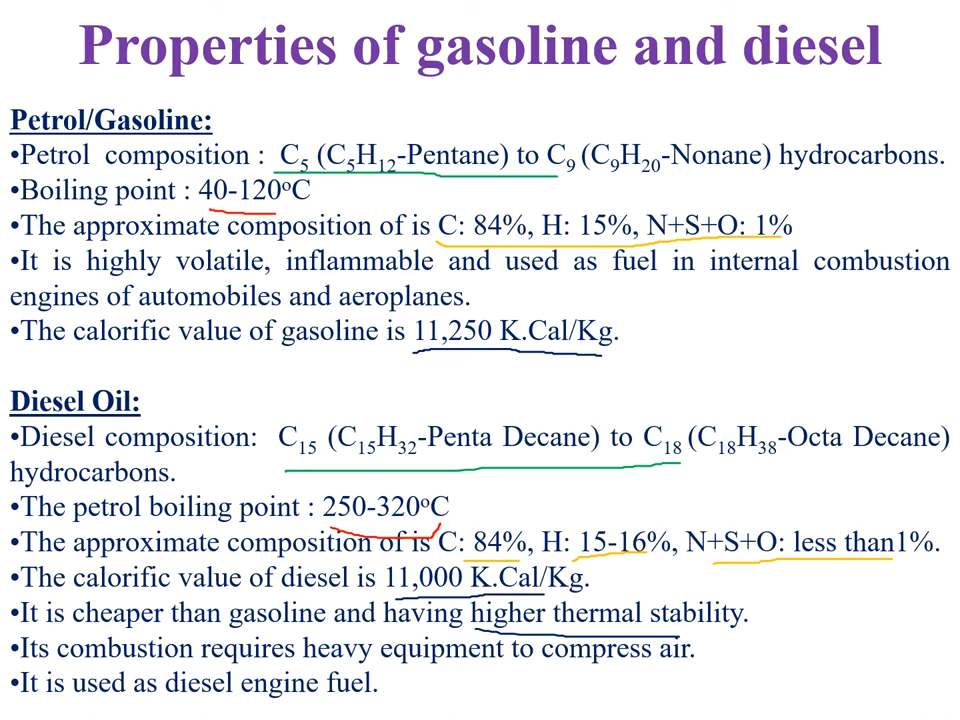 Properties of gasoline and diesel
Petrol/Gasoline:
•Petrol composition : C₅ (C₅H₁₂-Pentane) to C₉ (C₉H₂₀-Nonane) hydrocarbons.
•Boiling point : 40-120ᵒC
•The approximate composition of is C: 84%, H: 15%, N+S+O: 1%
•It is highly volatile, inflammable and used as fuel in internal combustion
engines of automobiles and aeroplanes.
•The calorific value of gasoline is 11,250 K.Cal/Kg.
Diesel Oil:
•Diesel composition: C₁₅ (C₁₅H₃₂-Penta Decane) to C₁₈ (C₁₈H₃₈-Octa Decane)
hydrocarbons.
•The petrol boiling point : 250-320ᵒC
•The approximate composition of is C: 84%, H: 15-16%, N+S+O: less than1%.
•The calorific value of diesel is 11,000 K.Cal/Kg.
•It is cheaper than gasoline and having higher thermal stability.
•Its combustion requires heavy equipment to compress air.
•It is used as diesel engine fuel.